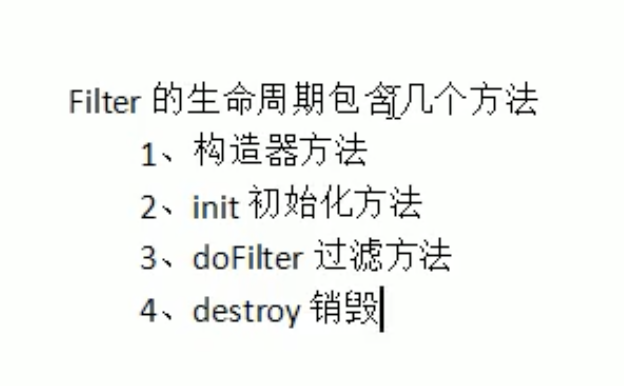 Filter 的生命周期包含几个方法
1、构造器方法
2、init 初始化方法
3、doFilter 过滤方法
4、destroy 销毁